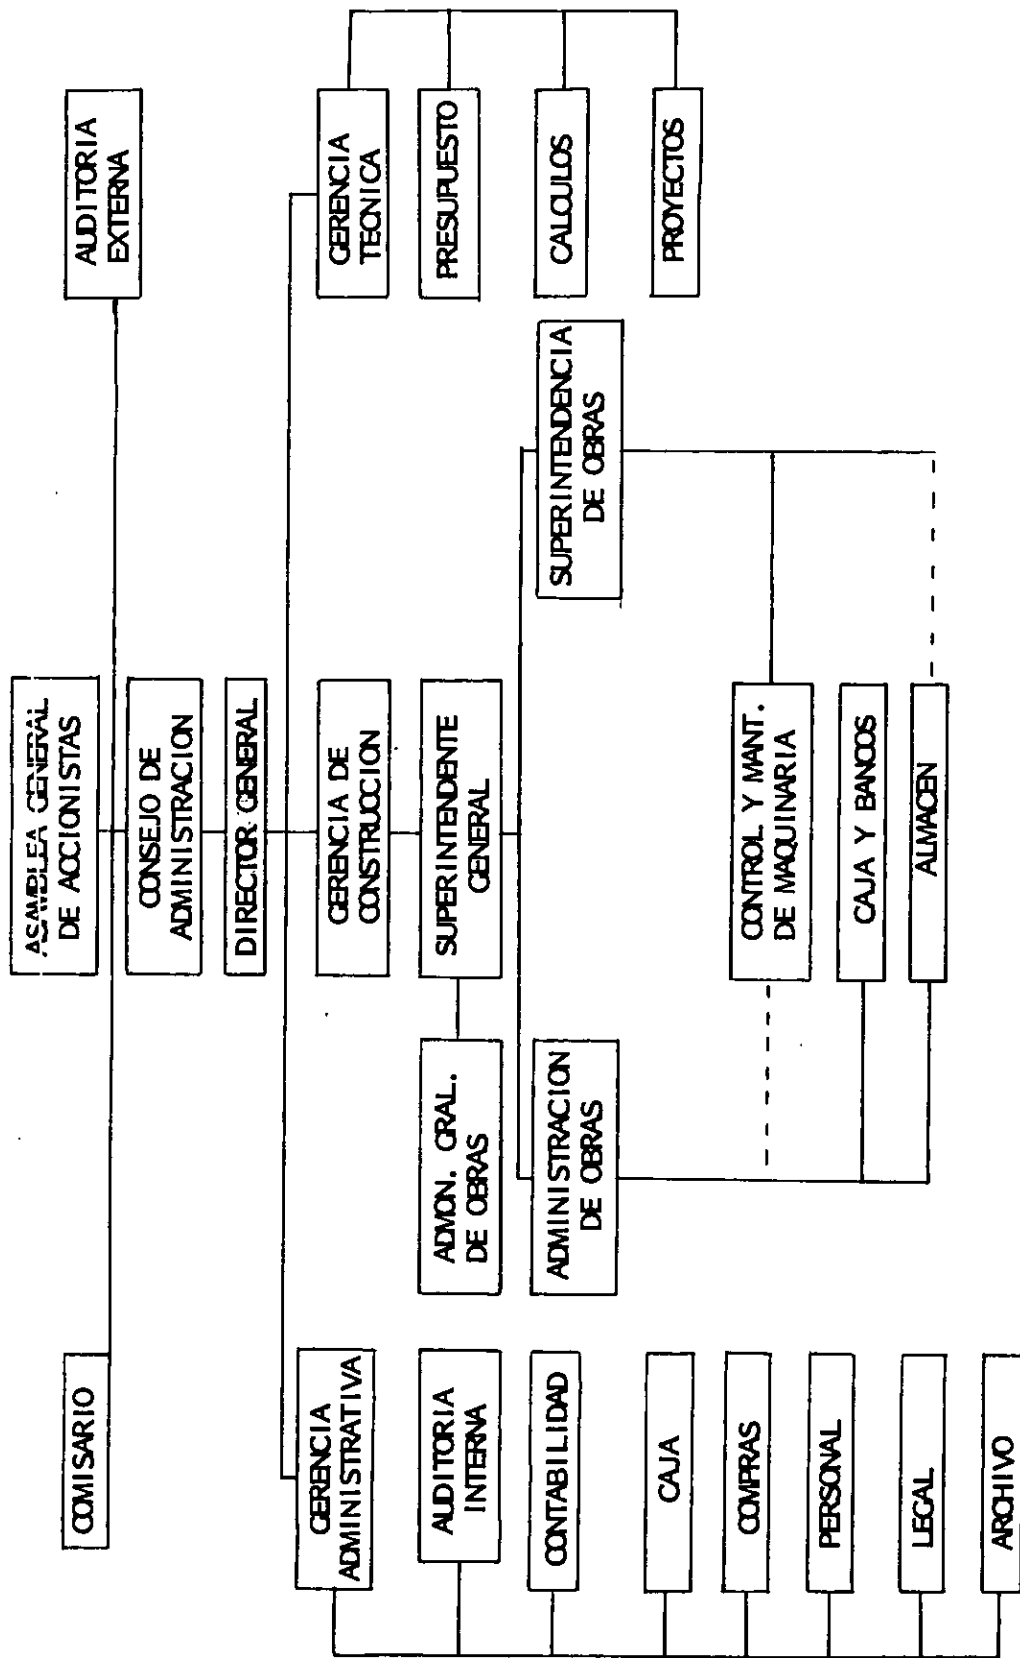 ASAMBLEA GENERAL
DE ACCIONISTAS
COMISARIO
AUDITORIA
EXTERNA
CONSEJO DE
ADMINISTRACION
DIRECTOR GENERAL
GERENCIA
ADMINISTRATIVA
GERENCIA DE
CONSTRUCCION
GERENCIA
TECNICA
AUDITORIA
INTERNA
ADMON. GRAL.
DE OBRAS
SUPERINTENDENTE
GENERAL
PRESUPUESTO
CONTABILIDAD
ADMINISTRACION
DE OBRAS
SUPERINTENDENCIA
DE OBRAS
CALCULOS
CAJA
PROYECTOS
COMPRAS
CONTROL Y MANT.
DE MAQUINARIA
PERSONAL
CAJA Y BANCOS
LEGAL
ALMACEN
ARCHIVO